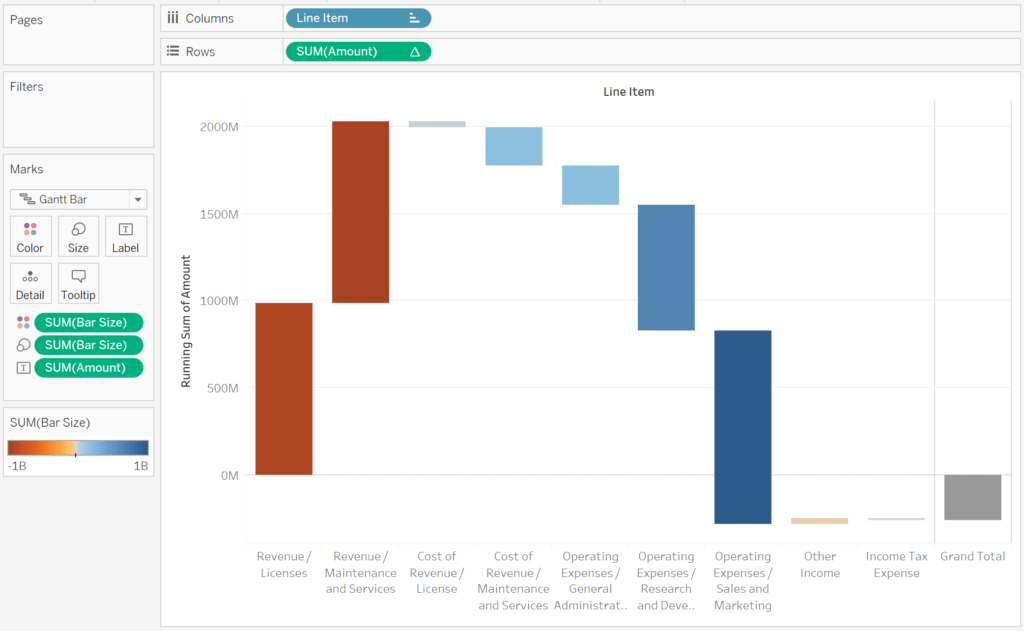 Pages
Columns
Line Item
Rows
SUM(Amount)
Filters
Marks
Gantt Bar
Color
Size
Label
Detail
Tooltip
SUM(Bar Size)
SUM(Bar Size)
SUM(Amount)
SUM(Bar Size)
-1B
1B
Line Item
Running Sum of Amount
2000M
1500M
1000M
500M
0M
Revenue /
Licenses
Revenue /
Maintenance
and Services
Cost of
Revenue /
License
Cost of
Revenue /
Maintenance
and Services
Operating
Expenses /
General
Administrat..
Operating
Expenses /
Research
and Deve..
Operating
Expenses /
Sales and
Marketing
Other
Income
Income Tax
Expense
Grand Total